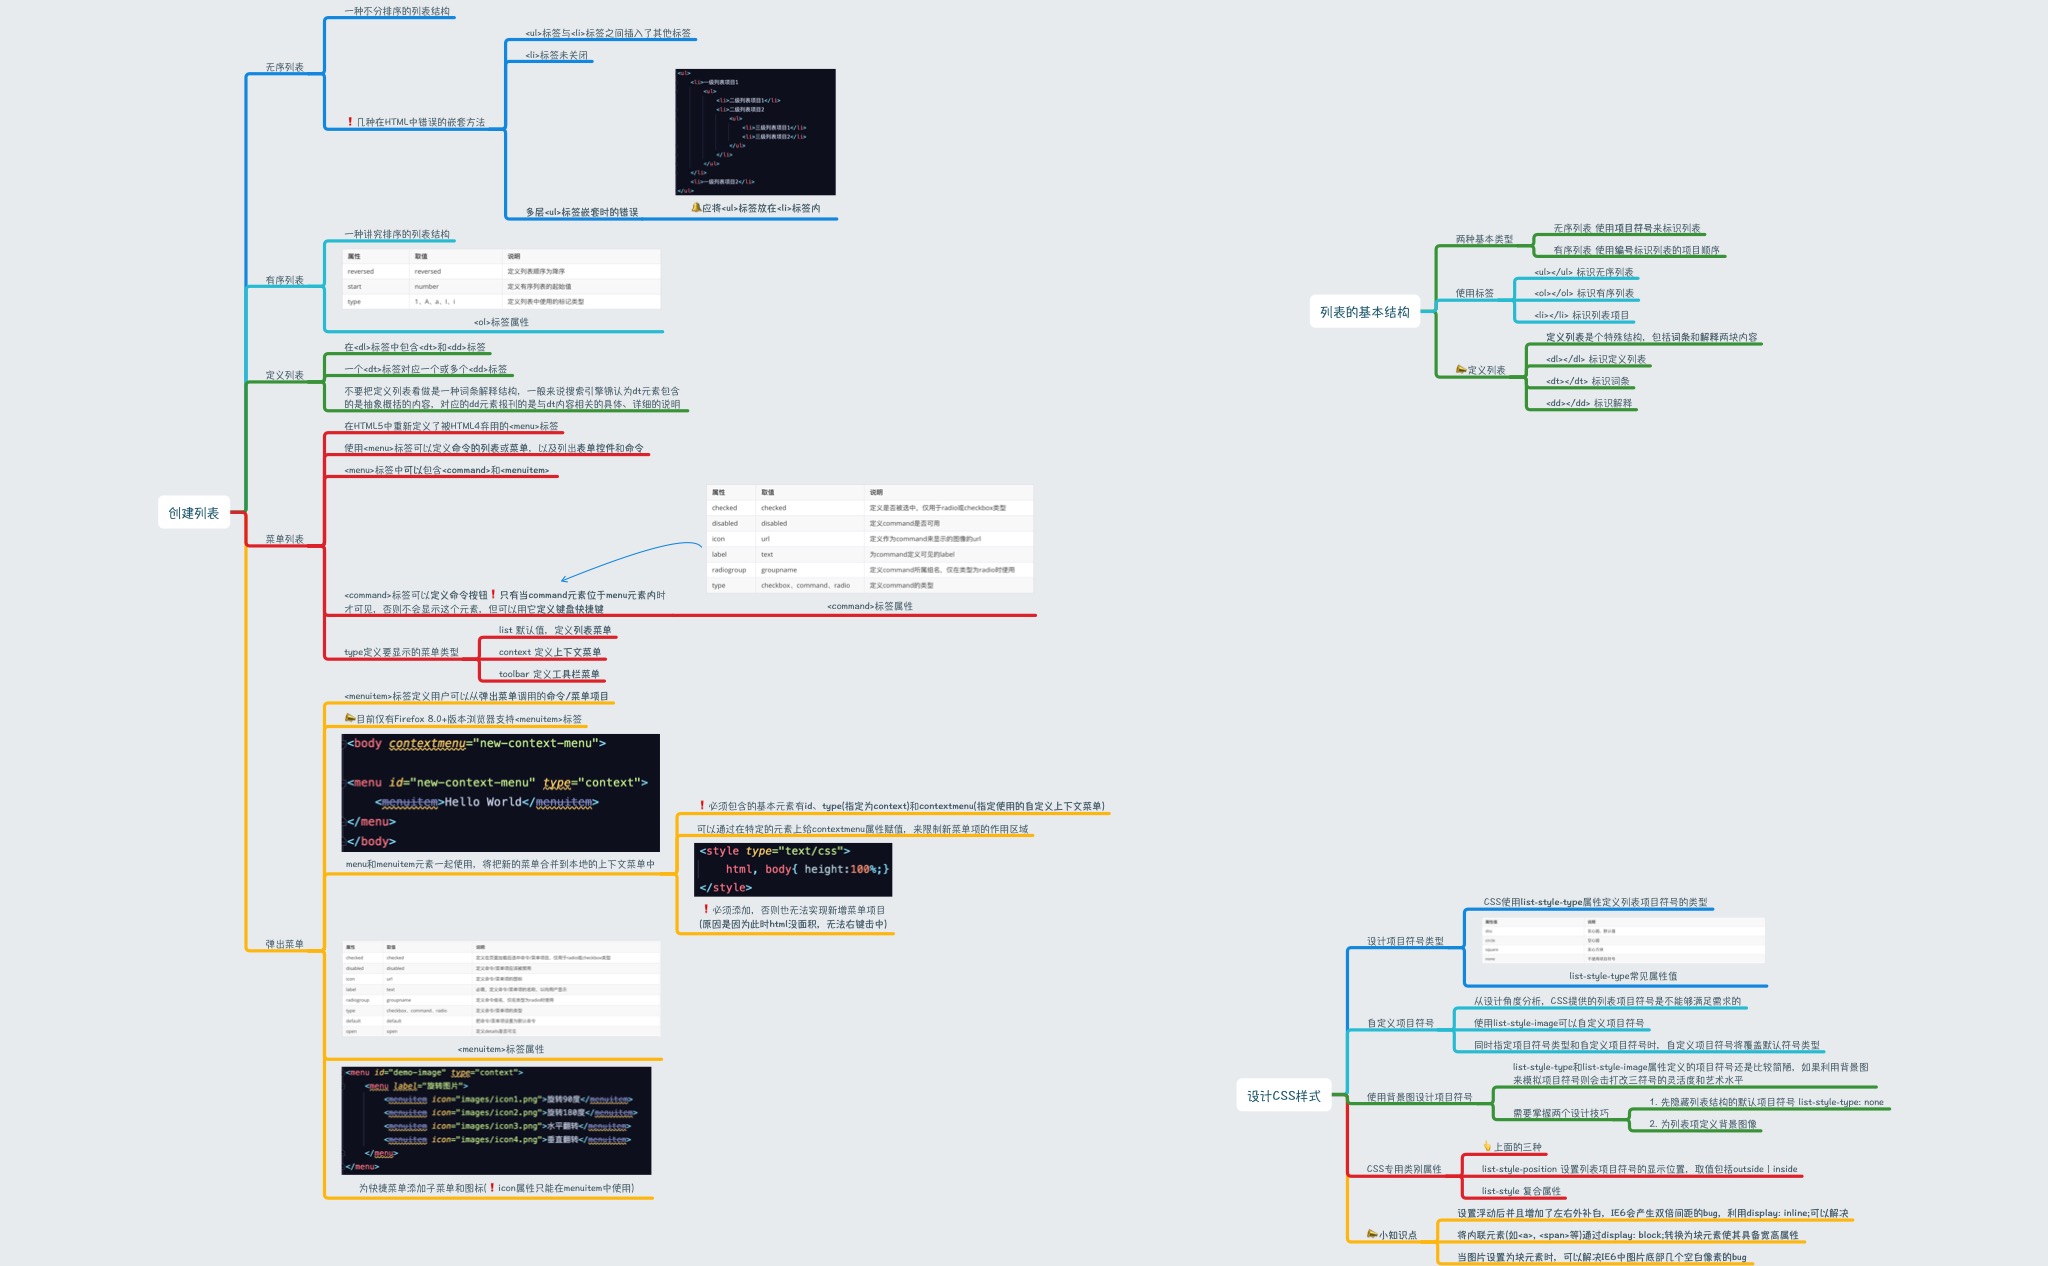 创建列表
无序列表
一种不分排序的列表结构
❗几种在HTML中错误的嵌套方法
<ul>标签与<li>标签之间插入了其他标签
<li>标签未关闭
多层<ul>标签嵌套时的错误
<ul>
<li>一级列表项目1
<ul>
<li>二级列表项目1</li>
<li>二级列表项目2
<ul>
<li>三级列表项目1</li>
<li>三级列表项目2</li>
</ul>
</li>
</ul>
</li>
<li>一级列表项目2</li>
</ul>
应将<ul>标签放在<li>标签内
有序列表
一种讲究排序的列表结构
属性 取值 说明
reversed reversed 定义列表顺序为降序
start number 定义有序列表的起始值
type 1、A、a、I、i 定义列表中使用的标记类型
<ol>标签属性
定义列表
在<dl>标签中包含<dt>和<dd>标签
一个<dt>标签对应一个或多个<dd>标签
不要把定义列表看做是一种词条解释结构，一般来说搜索引擎锦认为dt元素包含
的是抽象概括的内容，对应的dd元素报刊的是与dt内容相关的具体、详细的说明
菜单列表
在HTML5中重新定义了被HTML4弃用的<menu>标签
使用<menu>标签可以定义命令的列表或菜单，以及列出表单控件和命令
<menu>标签中可以包含<command>和<menuitem>
<command>标签可以定义命令按钮❗只有当command元素位于menu元素内时
才可见，否则不会显示这个元素，但可以用它定义键盘快捷键
属性 取值 说明
checked checked 定义是否被选中，仅用于radio或checkbox类型
disabled disabled 定义command是否可用
icon url 定义作为command来显示的图像的url
label text 为command定义可见的label
radiogroup groupname 定义command所属组名，仅在类型为radio时使用
type checkbox、command、radio 定义command的类型
<command>标签属性
type定义要显示的菜单类型
list 默认值，定义列表菜单
context 定义上下文菜单
toolbar 定义工具栏菜单
弹出菜单
<menuitem>标签定义用户可以从弹出菜单调用的命令/菜单项目
目前仅有Firefox 8.0+版本浏览器支持<menuitem>标签
<body contextmenu="new-context-menu">
<menu id="new-context-menu" type="context">
<menuitem>Hello World</menuitem>
</menu>
</body>
menu和menuitem元素一起使用，将把新的菜单合并到本地的上下文菜单中
❗必须包含的基本元素有id、type(指定为context)和contextmenu(指定使用的自定义上下文菜单)
可以通过在特定的元素上给contextmenu属性赋值，来限制新菜单项的作用区域
<style type="text/css">
html, body{ height:100%;}
</style>
❗必须添加，否则也无法实现新增菜单项目
(原因是因为此时html没面积，无法右键击中)
属性 取值 说明
checked checked
disabled disabled
icon url
label text
radiogroup groupname
type checkbox、command、radio
default default
open open
<menuitem>标签属性
<menu id="demo-image" type="context">
<menu label="旋转图片">
<menuitem icon="images/icon1.png">旋转90度</menuitem>
<menuitem icon="images/icon2.png">旋转180度</menuitem>
<menuitem icon="images/icon3.png">水平翻转</menuitem>
<menuitem icon="images/icon4.png">垂直翻转</menuitem>
</menu>
</menu>
为快捷菜单添加子菜单和图标(❗icon属性只能在menuitem中使用)
列表的基本结构
两种基本类型
无序列表 使用项目符号来标识列表
有序列表 使用编号标识列表的项目顺序
使用标签
<ul></ul> 标识无序列表
<ol></ol> 标识有序列表
<li></li> 标识列表项目
定义列表
定义列表是个特殊结构，包括词条和解释两块内容
<dl></dl> 标识定义列表
<dt></dt> 标识词条
<dd></dd> 标识解释
设计CSS样式
设计项目符号类型
CSS使用list-style-type属性定义列表项目符号的类型
disc
circle
square
none
list-style-type常见属性值
自定义项目符号
从设计角度分析，CSS提供的列表项目符号是不能够满足需求的
使用list-style-image可以自定义项目符号
同时指定项目符号类型和自定义项目符号时，自定义项目符号将覆盖默认符号类型
使用背景图设计项目符号
list-style-type和list-style-image属性定义的项目符号还是比较简陋，如果利用背景图
来模拟项目符号则会击打改三符号的灵活度和艺术水平
需要掌握两个设计技巧
1. 先隐藏列表结构的默认项目符号 list-style-type: none
2. 为列表项定义背景图像
CSS专用类别属性
👆上面的三种
list-style-position 设置列表项目符号的显示位置，取值包括outside | inside
list-style 复合属性
小知识点
设置浮动后并且增加了左右外补白，IE6会产生双倍间距的bug，利用display: inline;可以解决
将内联元素(如<a>, <span>等)通过display: block;转换为块元素使其具备宽高属性
当图片设置为块元素时，可以解决IE6中图片底部几个空白像素的bug